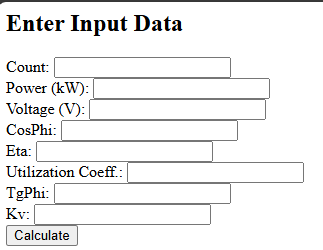 Enter Input Data
Count:
Power (kW):
Voltage (V):
CosPhi:
Eta:
Utilization Coeff.:
TgPhi:
Kv:
Calculate